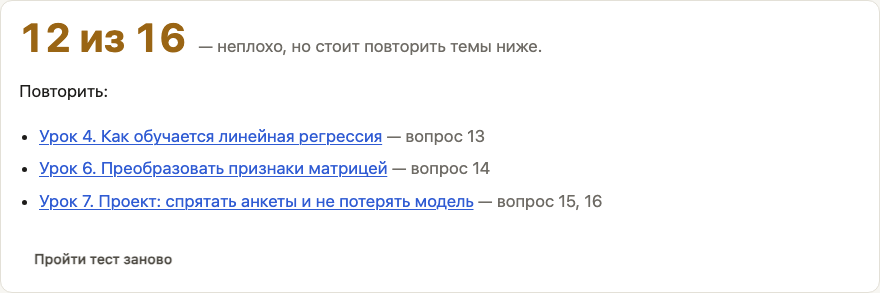 12 из 16 — неплохо, но стоит повторить темы ниже.
Повторить:
• Урок 4. Как обучается линейная регрессия — вопрос 13
• Урок 6. Преобразовать признаки матрицей — вопрос 14
• Урок 7. Проект: спрятать анкеты и не потерять модель — вопрос 15, 16
Пройти тест заново